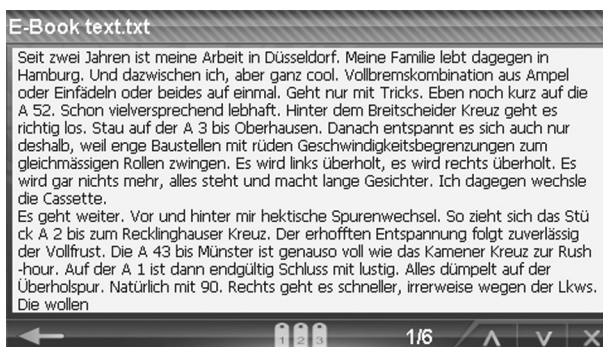 E-Book text.txt
Seit zwei Jahren ist meine Arbeit in Düsseldorf. Meine Familie lebt dagegen in
Hamburg. Und dazwischen ich, aber ganz cool. Vollbremskombination aus Ampel
oder Einfädeln oder beides auf einmal. Geht nur mit Tricks. Eben noch kurz auf die
A 52. Schon vielversprechend lebhaft. Hinter dem Breitscheider Kreuz geht es
richtig los. Stau auf der A 3 bis Oberhausen. Danach entspannt es sich auch nur
deshalb, weil enge Baustellen mit rüden Geschwindigkeitsbegrenzungen zum
gleichmässigen Rollen zwingen. Es wird links überholt, es wird rechts überholt. Es
wird gar nichts mehr, alles steht und macht lange Gesichter. Ich dagegen wechsle
die Cassette.
Es geht weiter. Vor und hinter mir hektische Spurenwechsel. So zieht sich das Stü
ck A 2 bis zum Recklinghauser Kreuz. Der erhofften Entspannung folgt zuverlässig
der Vollfrust. Die A 43 bis Münster ist genauso voll wie das Kamener Kreuz zur Rush
-hour. Auf der A 1 ist dann endgültig Schluss mit lustig. Alles dümpelt auf der
Überholspur. Natürlich mit 90. Rechts geht es schneller, irrerweise wegen der Lkws.
Die wollen
1 2 3 1/6